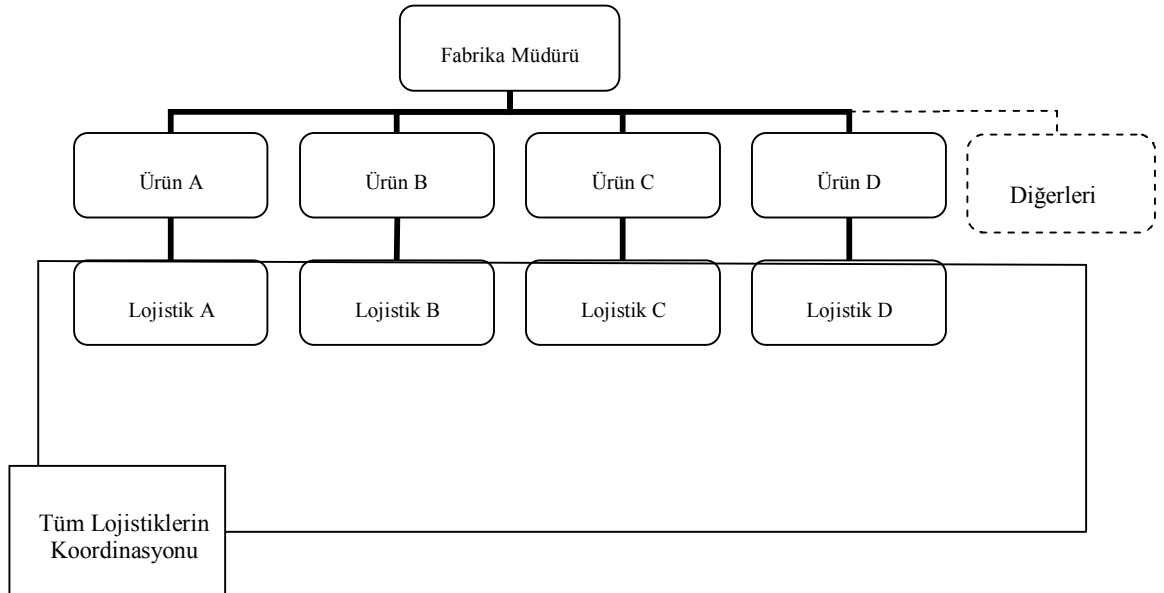 Fabrika Müdürü
Ürün A
Ürün B
Ürün C
Ürün D
Diğerleri
Lojistik A
Lojistik B
Lojistik C
Lojistik D
Tüm Lojistiklerin
Koordinasyonu